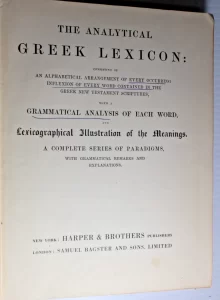 THE ANALYTICAL
GREEK LEXICON:
CONSISTING OF
AN ALPHABETICAL ARRANGEMENT OF EVERY OCCURRING
INFLEXION OF EVERY WORD CONTAINED IN THE
GREEK NEW TESTAMENT SCRIPTURES,
WITH A
GRAMMATICAL ANALYSIS OF EACH WORD,
AND
Lexicographical Illustration of the Meanings.
A COMPLETE SERIES OF PARADIGMS,
WITH GRAMMATICAL REMARKS AND
EXPLANATIONS.
NEW YORK: HARPER & BROTHERS PUBLISHERS
LONDON: SAMUEL BAGSTER AND SONS, LIMITED